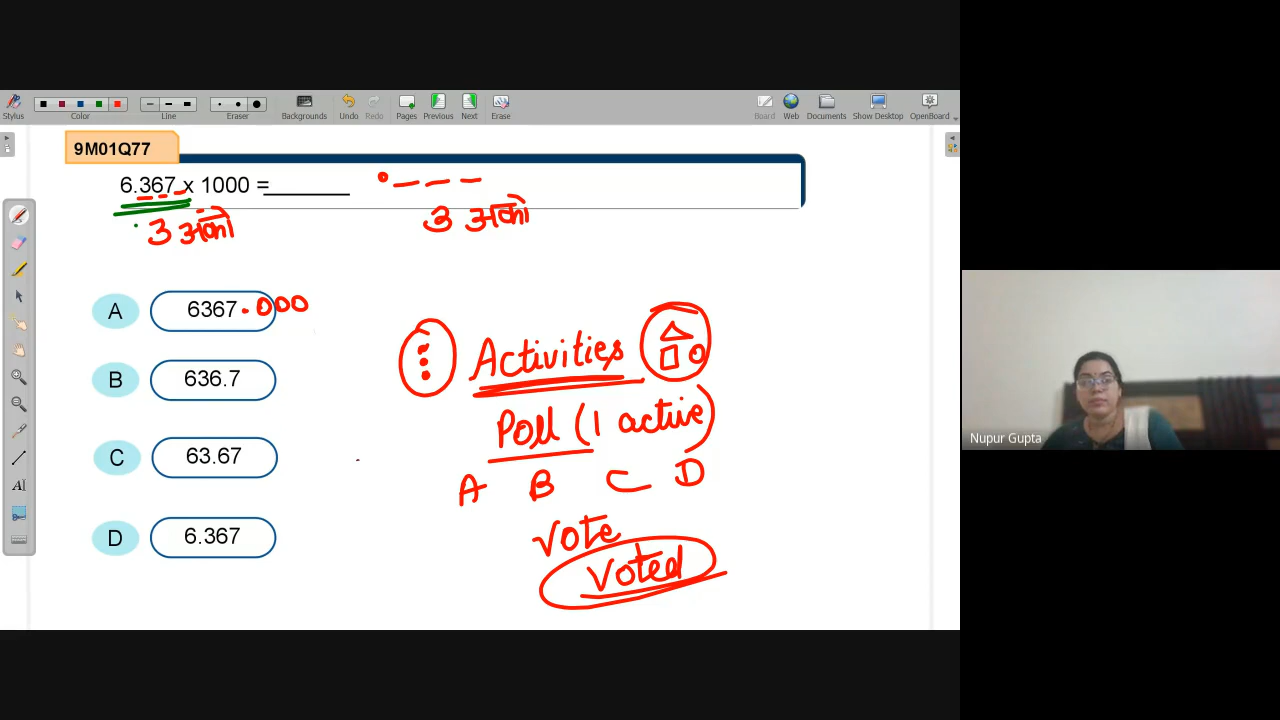 Stylus Color Line Eraser Backgrounds Undo Redo Pages Previous Next Erase Board Web Documents Show Desktop OpenBoard
9M01Q77
6.367 x 1000 =_______
3 अंको 3 अंको
A 6367.000
B 636.7
C 63.67
D 6.367
Activities
Poll (1 active)
A B C D
Vote
Voted
Nupur Gupta